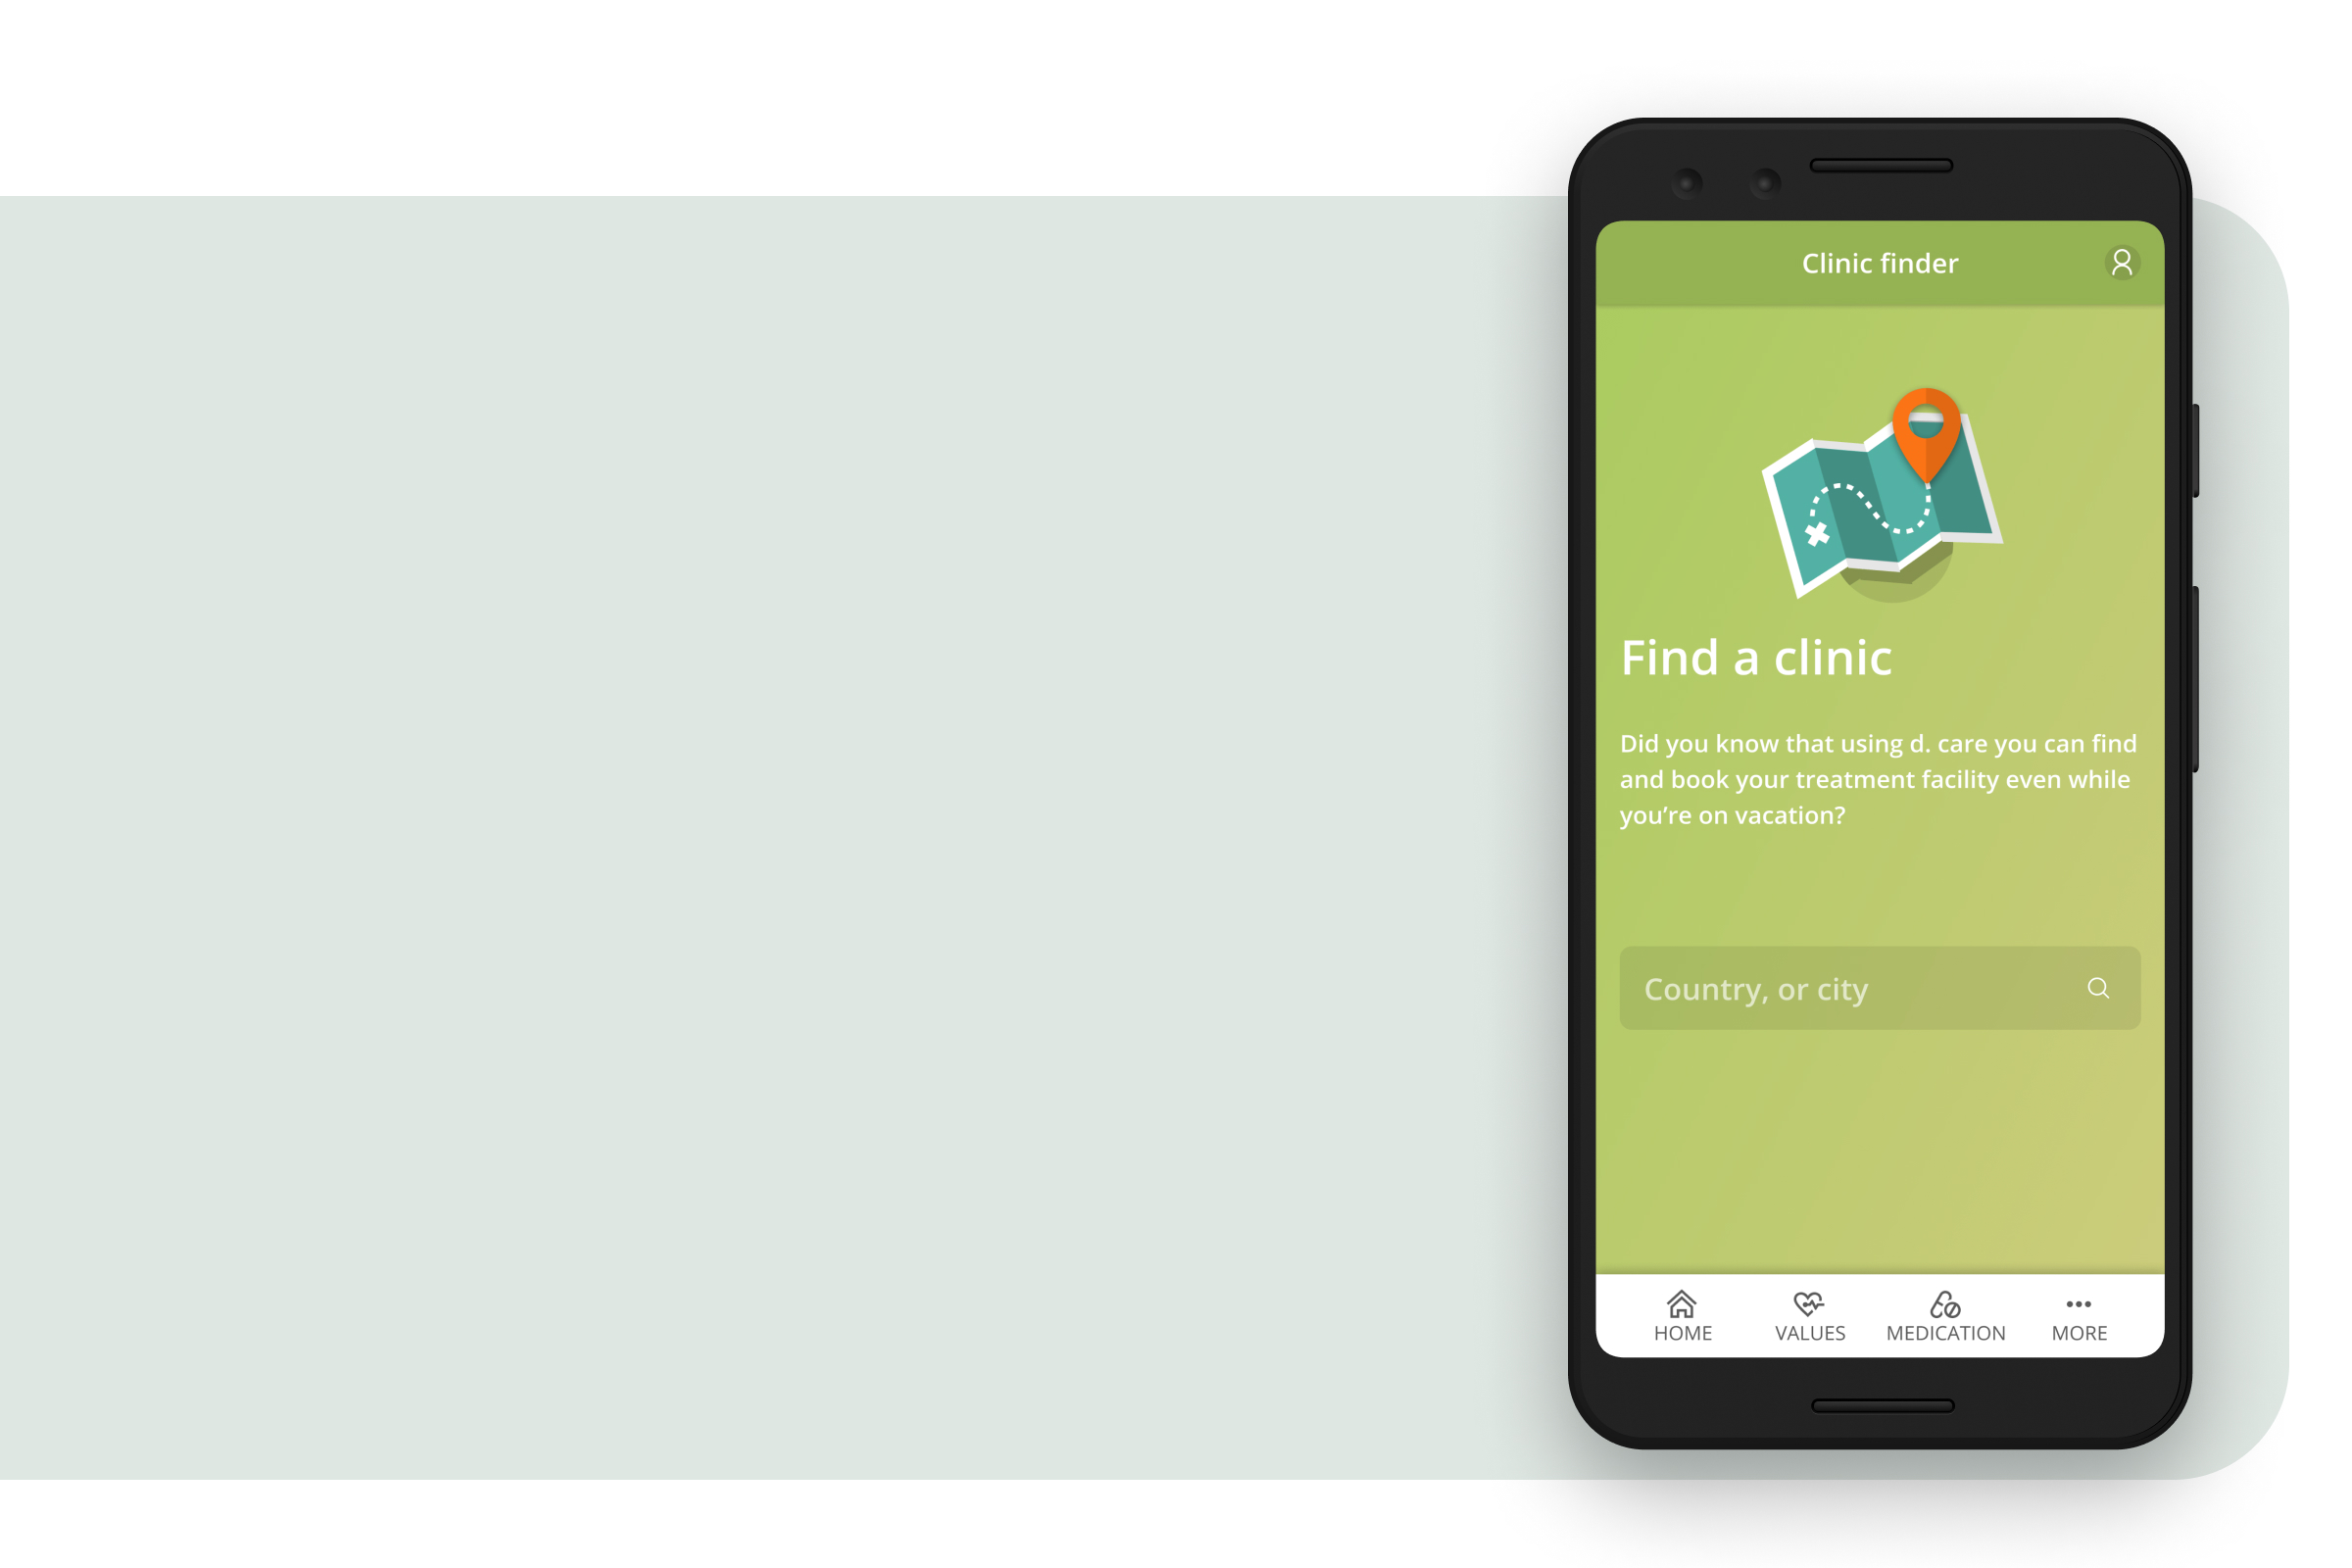 Clinic finder
Find a clinic
Did you know that using d. care you can find
and book your treatment facility even while
you’re on vacation?
Country, or city
HOME VALUES MEDICATION MORE